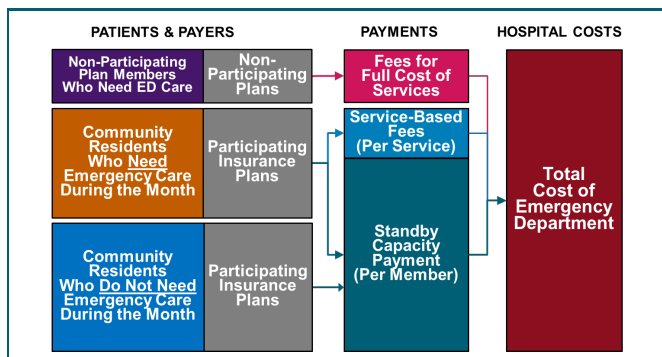 PATIENTS & PAYERS
PAYMENTS
HOSPITAL COSTS
Non-Participating
Plan Members
Who Need ED Care
Non-
Participating
Plans
Fees for
Full Cost of
Services
Community
Residents
Who Need
Emergency Care
During the Month
Participating
Insurance
Plans
Service-Based
Fees
(Per Service)
Standby
Capacity
Payment
(Per Member)
Total
Cost of
Emergency
Department
Community
Residents
Who Do Not Need
Emergency Care
During the Month
Participating
Insurance
Plans